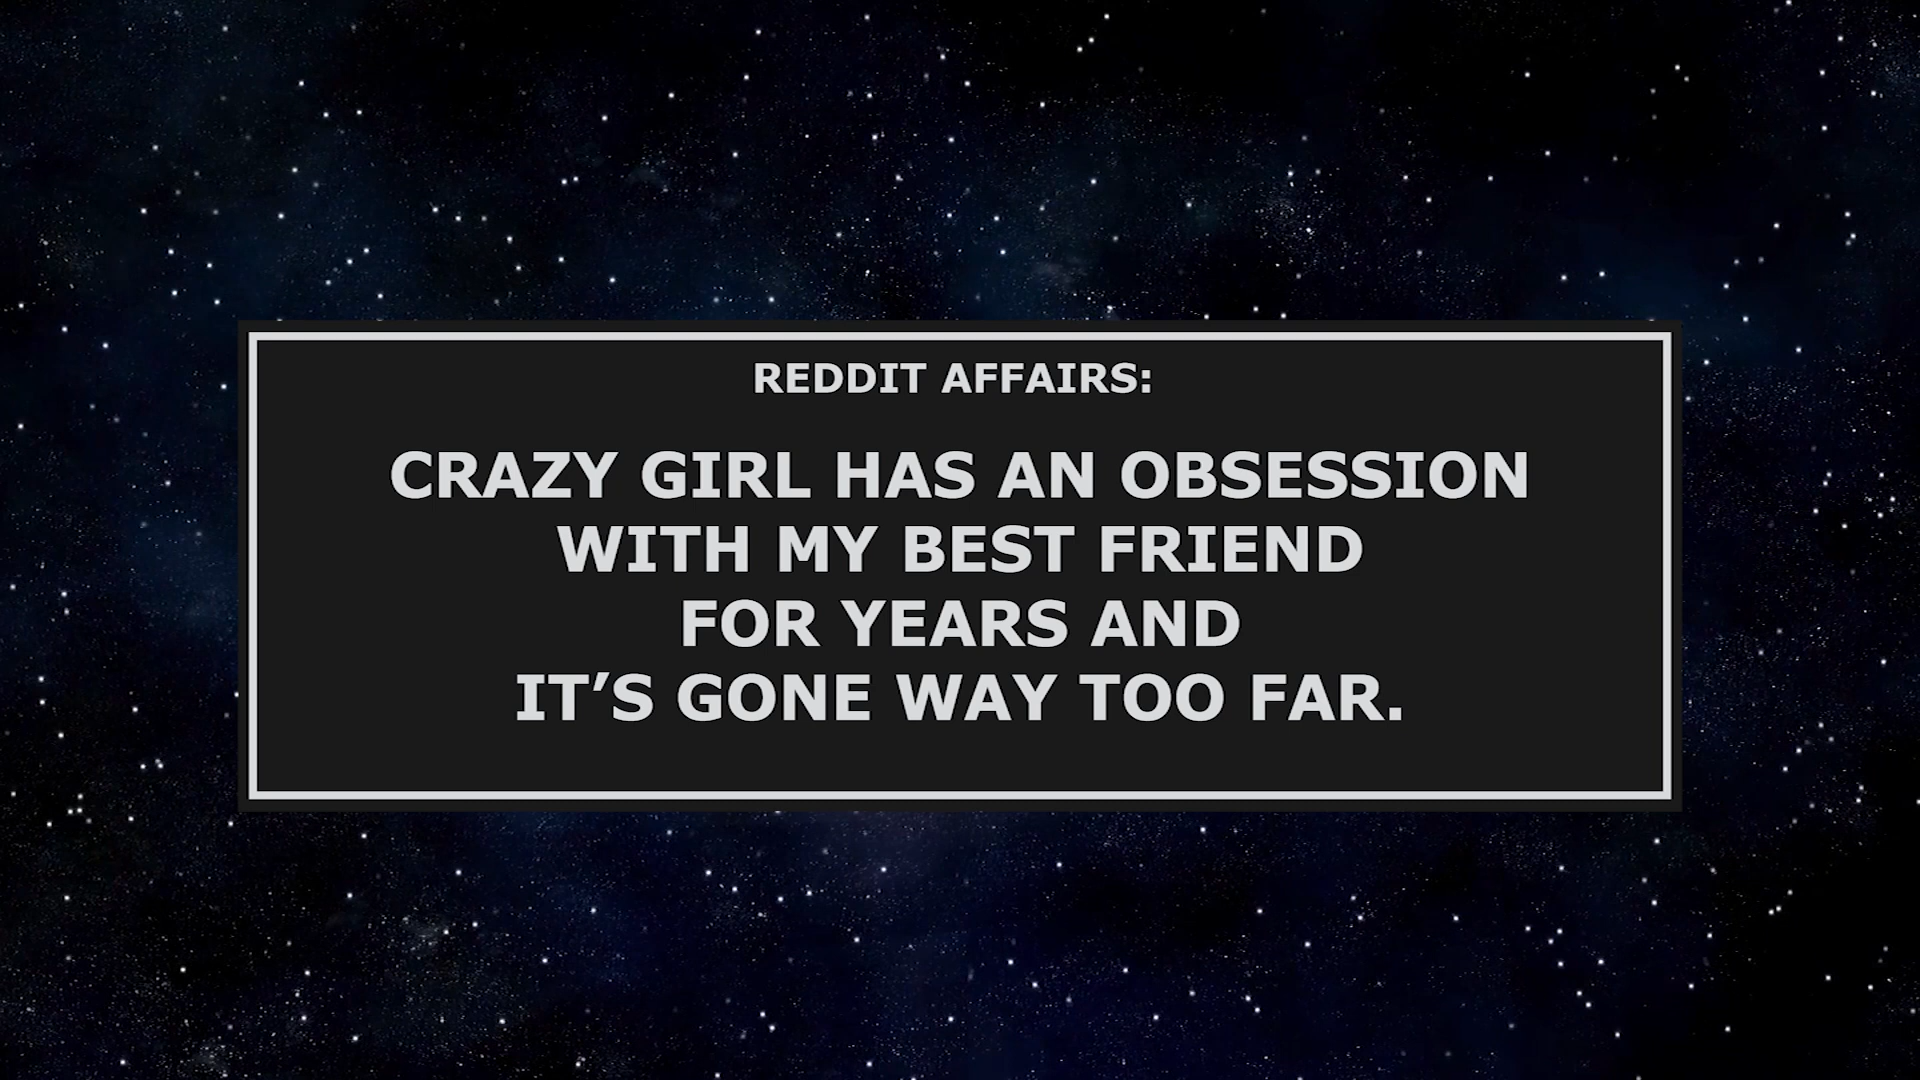 REDDIT AFFAIRS:
CRAZY GIRL HAS AN OBSESSION
WITH MY BEST FRIEND
FOR YEARS AND
IT’S GONE WAY TOO FAR.